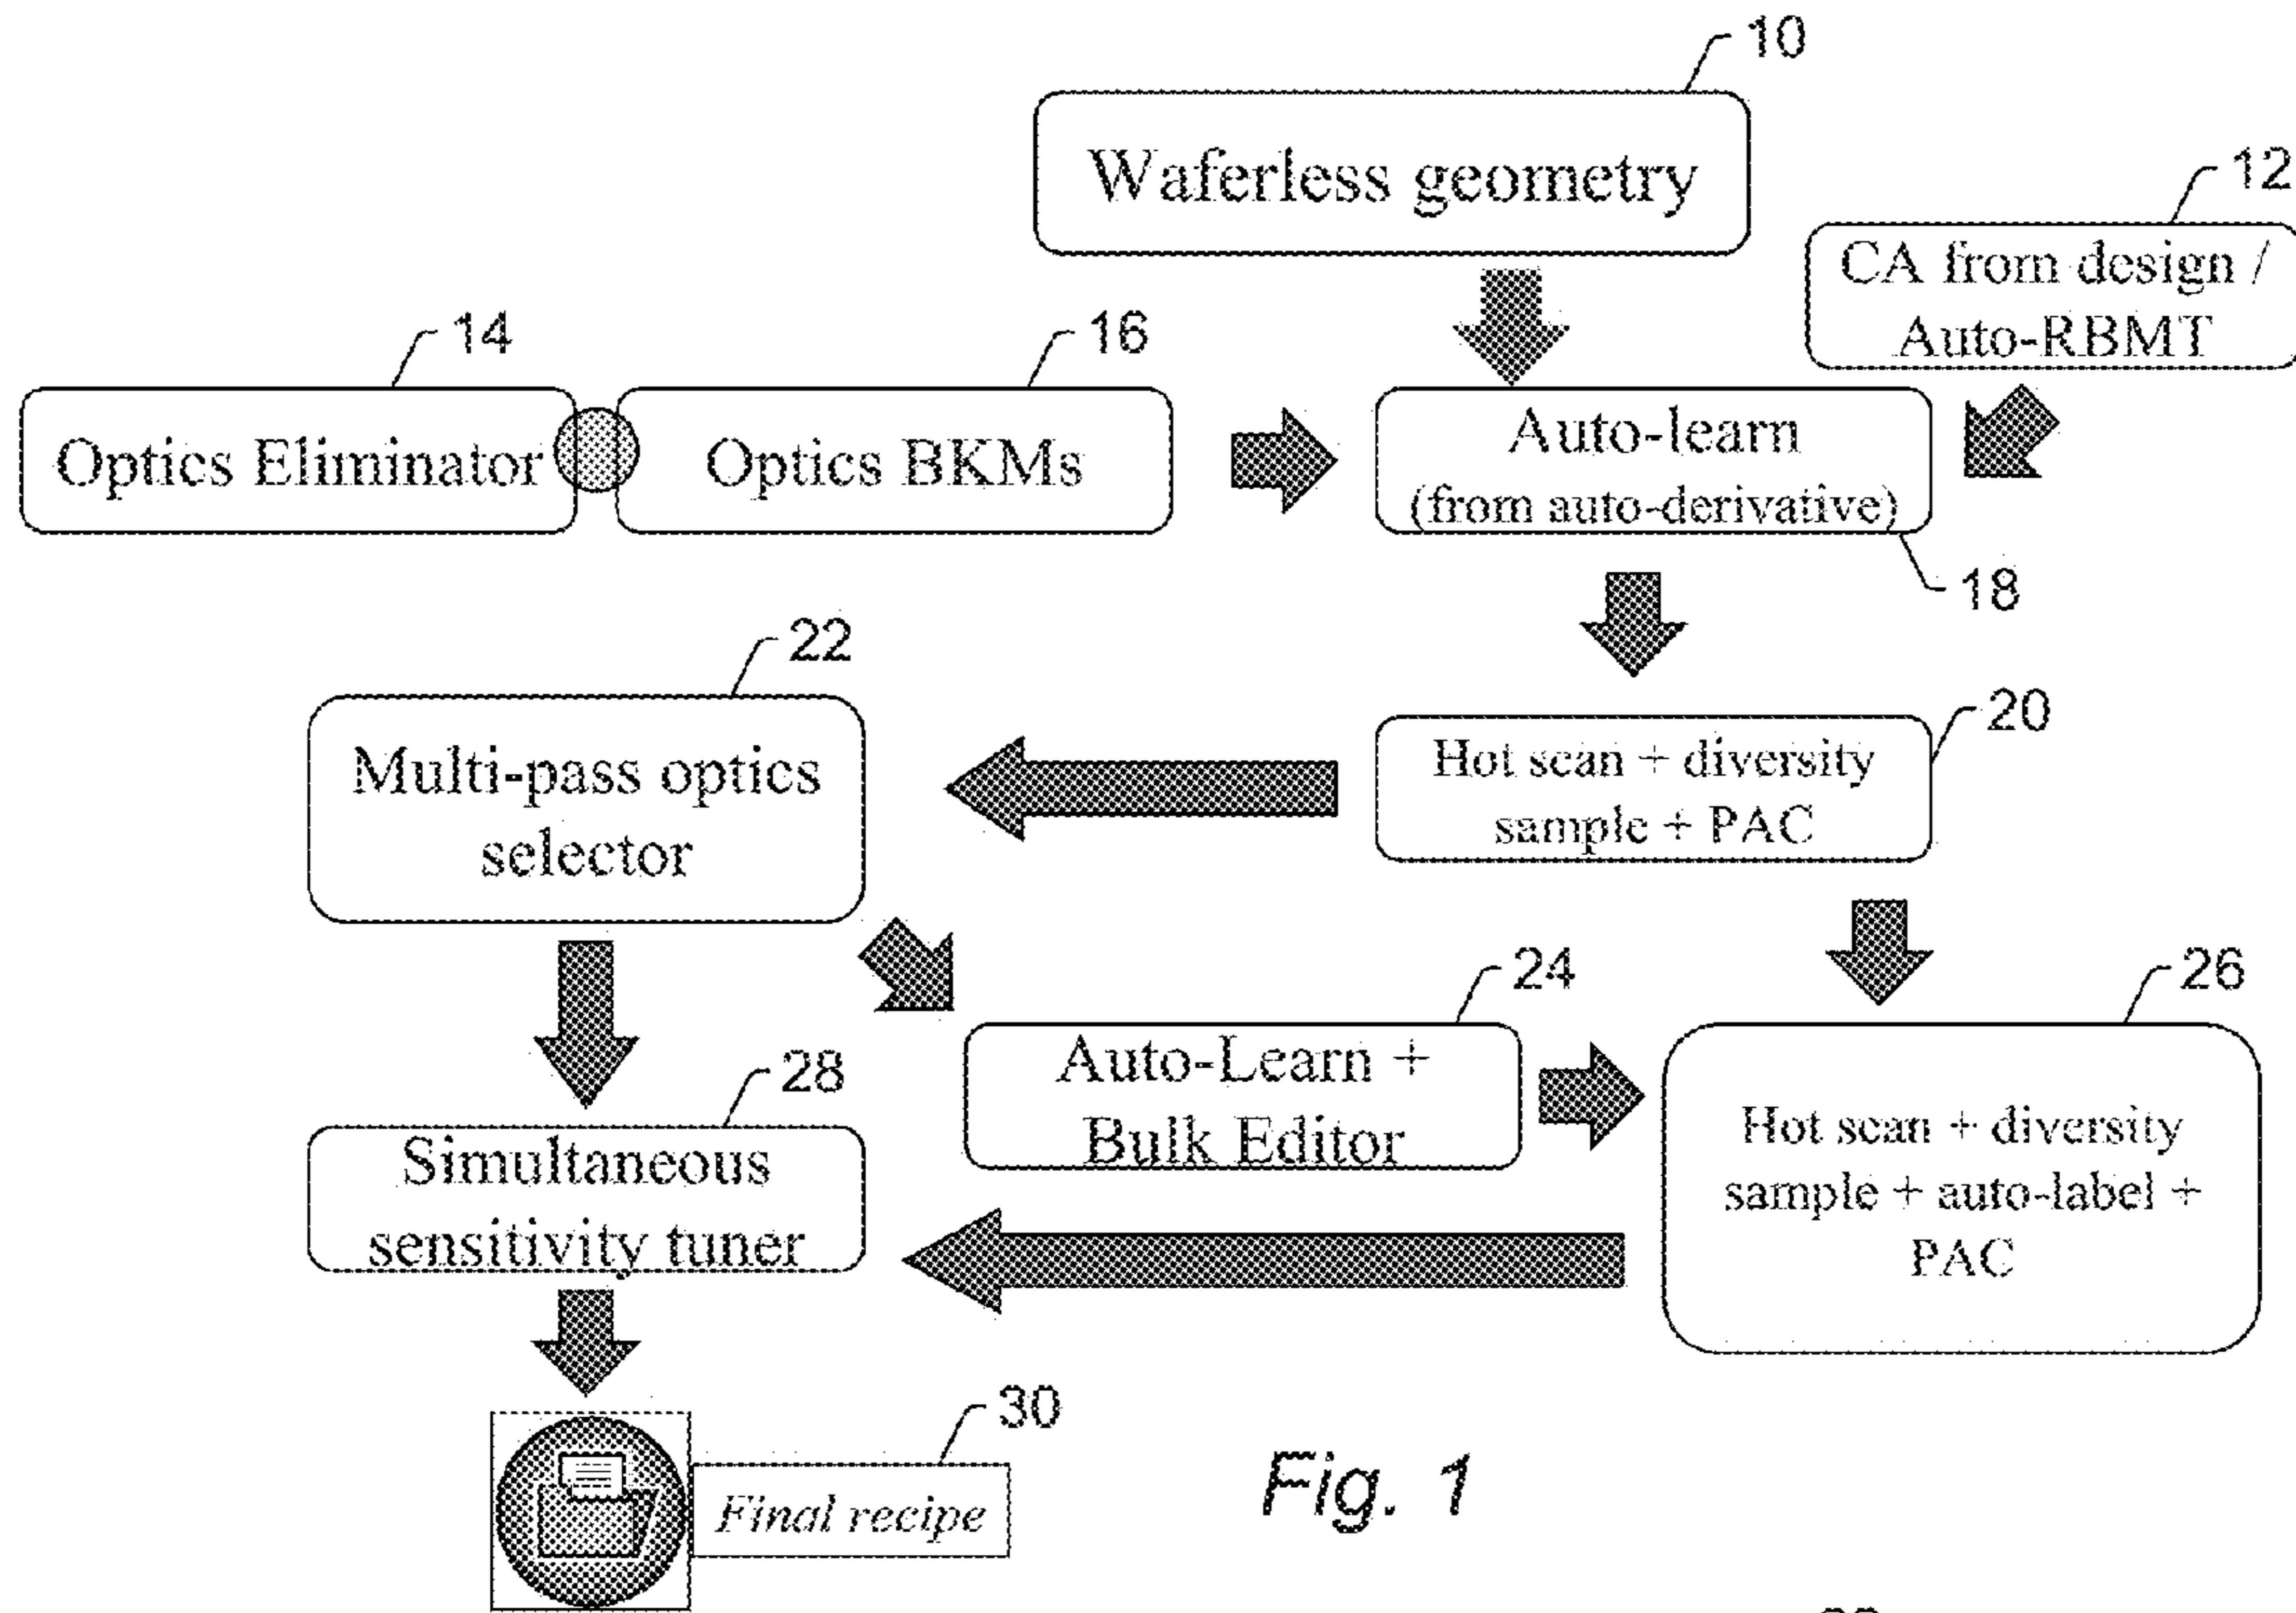 10
Waferless geometry
12
CA from design /
Auto-RBMT
14
Optics Eliminator
16
Optics BKMs
Auto-learn
(from auto-derivative)
18
22
Multi-pass optics
selector
20
Hot scan + diversity
sample + PAC
24
Auto-Learn +
Bulk Editor
26
Hot scan + diversity
sample + auto-label +
PAC
28
Simultaneous
sensitivity tuner
30
Final recipe
Fig. 1